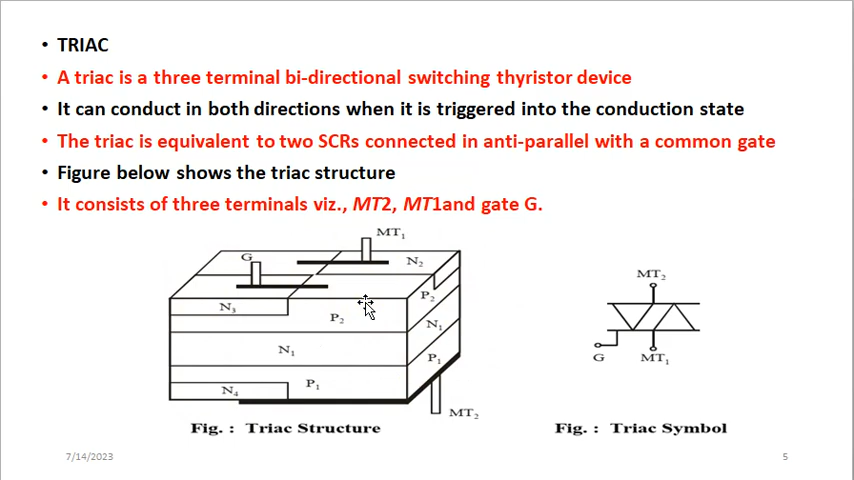 • TRIAC
• A triac is a three terminal bi-directional switching thyristor device
• It can conduct in both directions when it is triggered into the conduction state
• The triac is equivalent to two SCRs connected in anti-parallel with a common gate
• Figure below shows the triac structure
• It consists of three terminals viz., MT2, MT1and gate G.
MT₁
G
N₂
N₃
P₂
P₂
N₁
N₁
P₁
P₁
N₄
MT₂
Fig. : Triac Structure
MT₂
G
MT₁
Fig. : Triac Symbol
7/14/2023
5